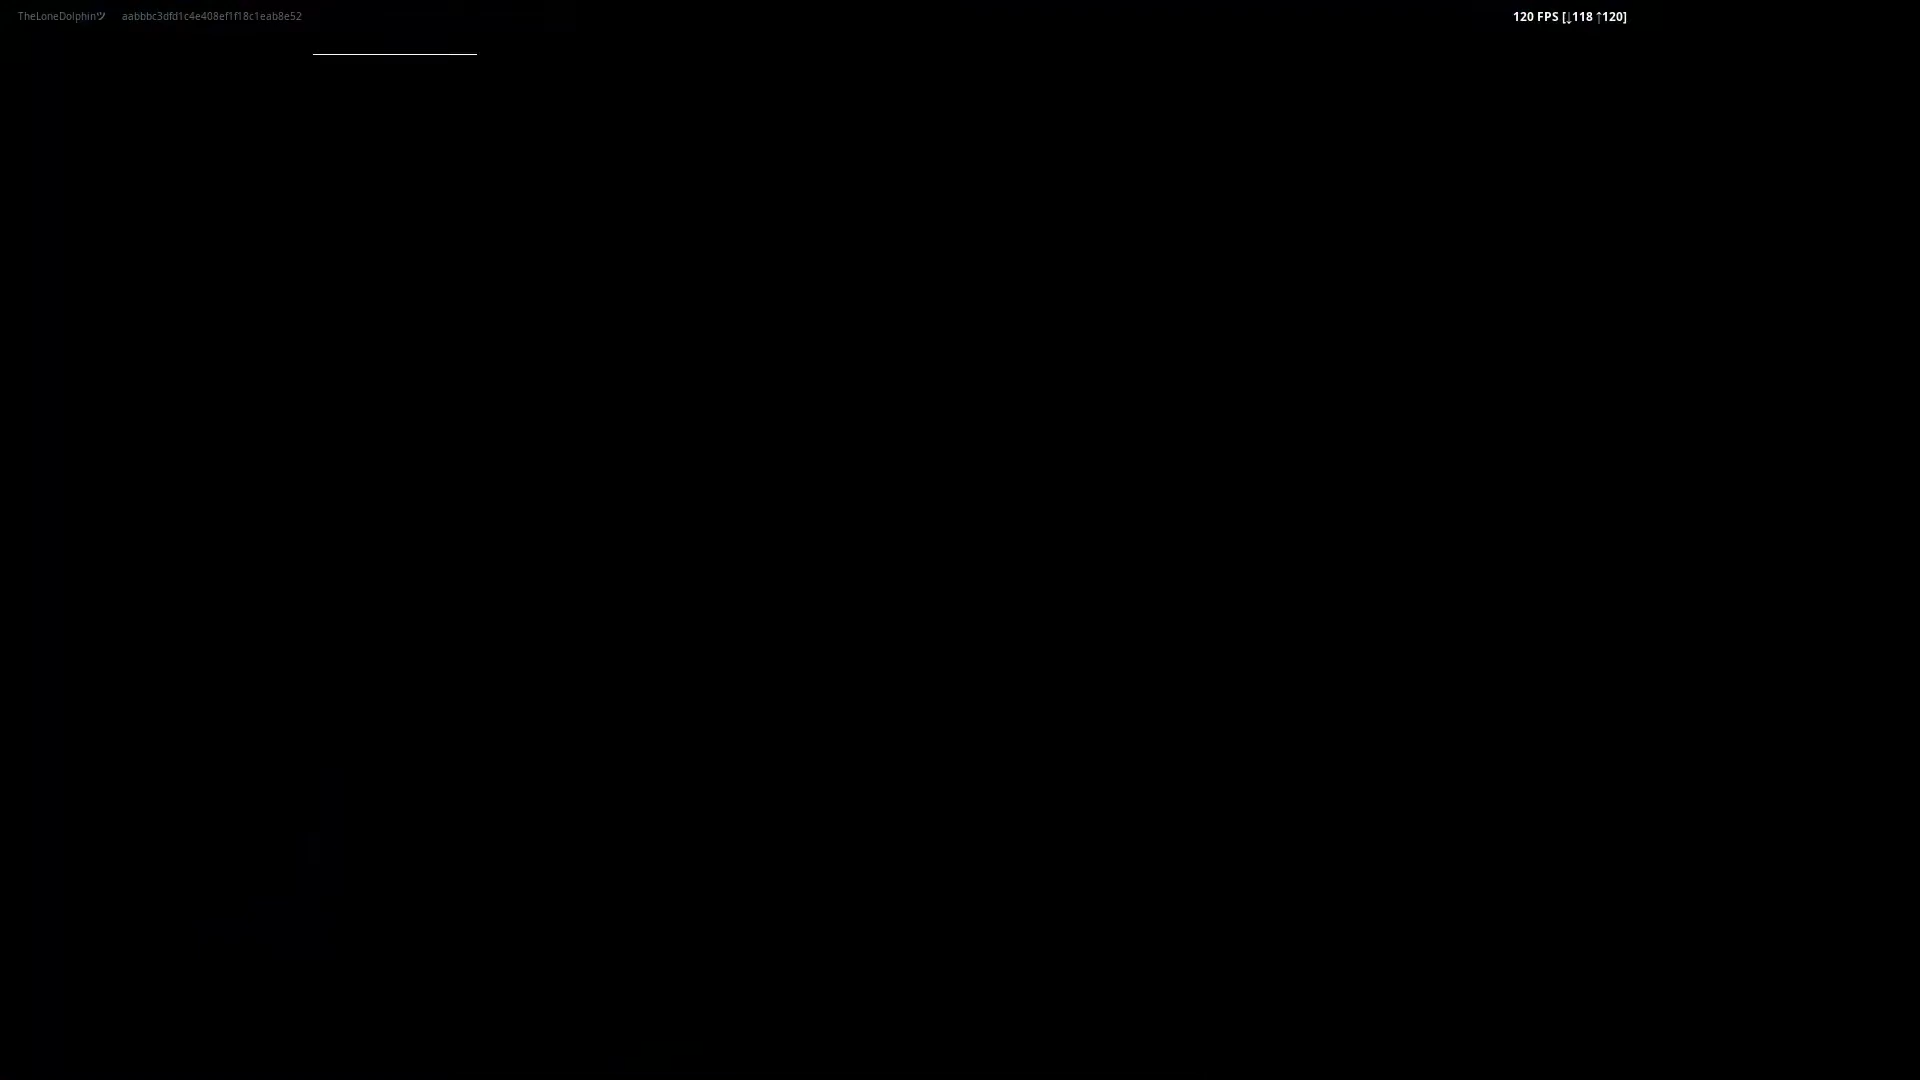 TheLoneDolphinツ aabbbc3dfd1c4e408ef1f18c1eab8e52
120 FPS [↓118 ↑120]